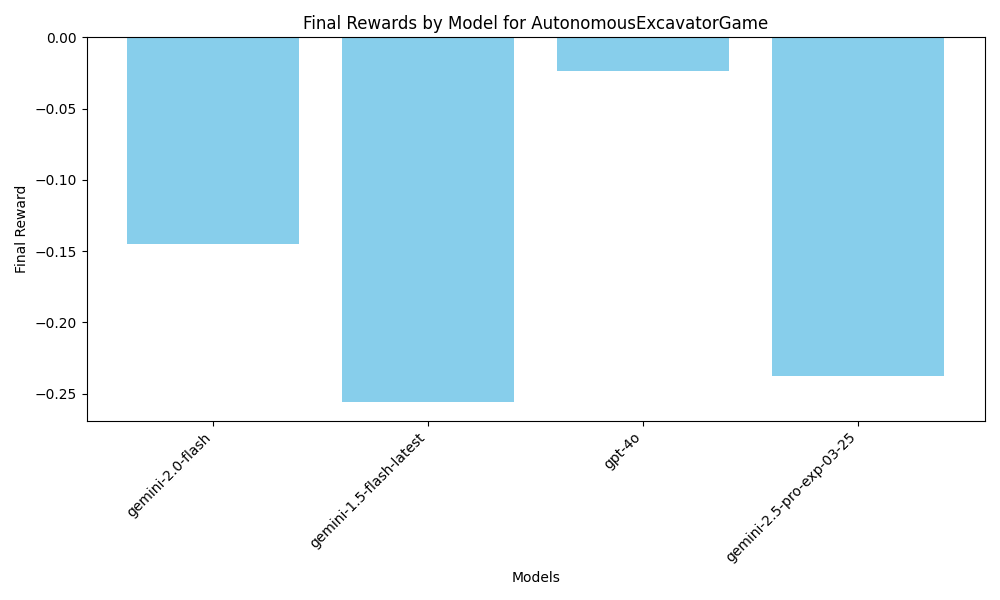 Final Rewards by Model for AutonomousExcavatorGame
Final Reward
0.00
−0.05
−0.10
−0.15
−0.20
−0.25
gemini-2.0-flash
gemini-1.5-flash-latest
gpt-4o
gemini-2.5-pro-exp-03-25
Models